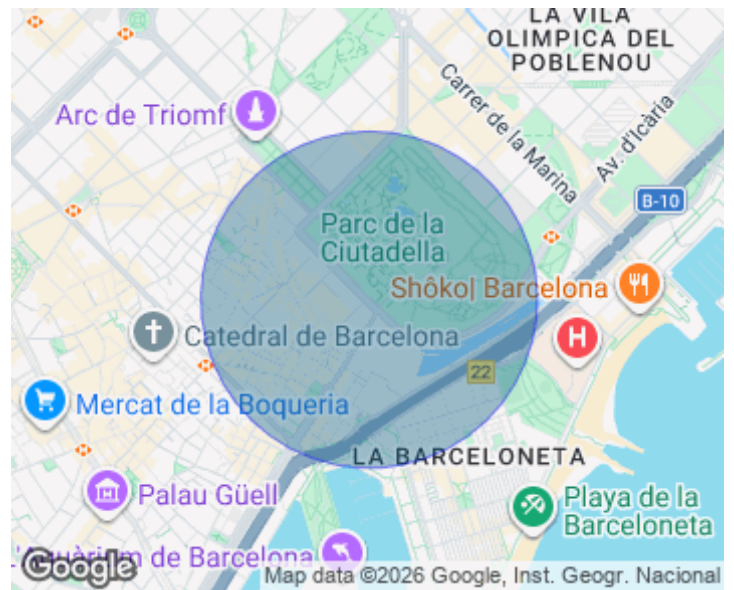 LA VILA
OLIMPICA DEL
POBLENOU
Arc de Triomf
Carrer de la Marina
Av. d'Icària
B-10
Parc de la
Ciutadella
Shôko| Barcelona
H
Catedral de Barcelona
22
Mercat de la Boqueria
LA BARCELONETA
Palau Güell
Playa de la
Barceloneta
L'Aquàrium de Barcelona
Google
Map data ©2026 Google, Inst. Geogr. Nacional